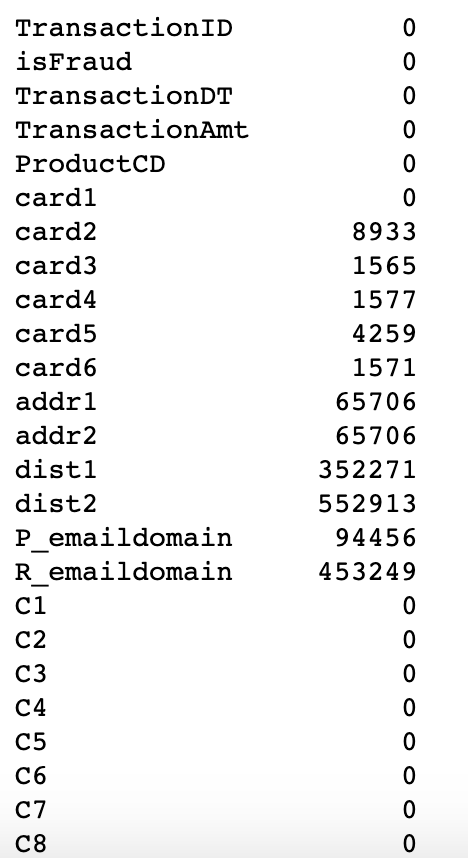 TransactionID 0
isFraud 0
TransactionDT 0
TransactionAmt 0
ProductCD 0
card1 0
card2 8933
card3 1565
card4 1577
card5 4259
card6 1571
addr1 65706
addr2 65706
dist1 352271
dist2 552913
P_emaildomain 94456
R_emaildomain 453249
C1 0
C2 0
C3 0
C4 0
C5 0
C6 0
C7 0
C8 0